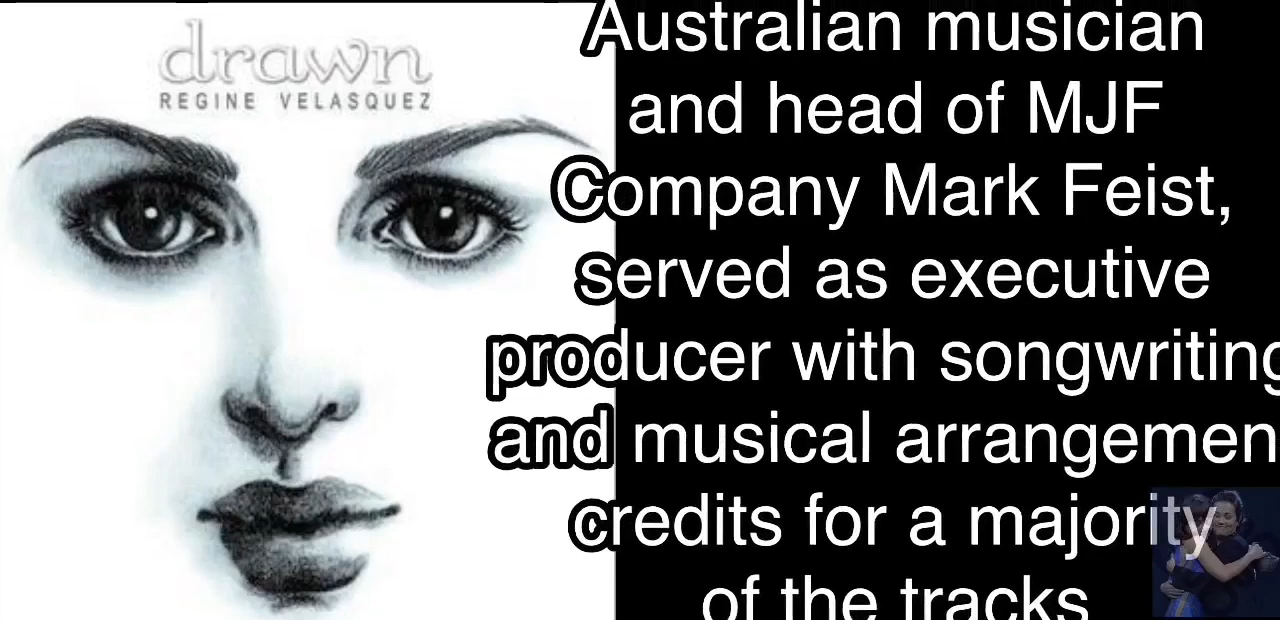 drawn
REGINE VELASQUEZ
Australian musician
and head of MJF
Company Mark Feist,
served as executive
producer with songwriting
and musical arrangemen
credits for a majority
of the tracks